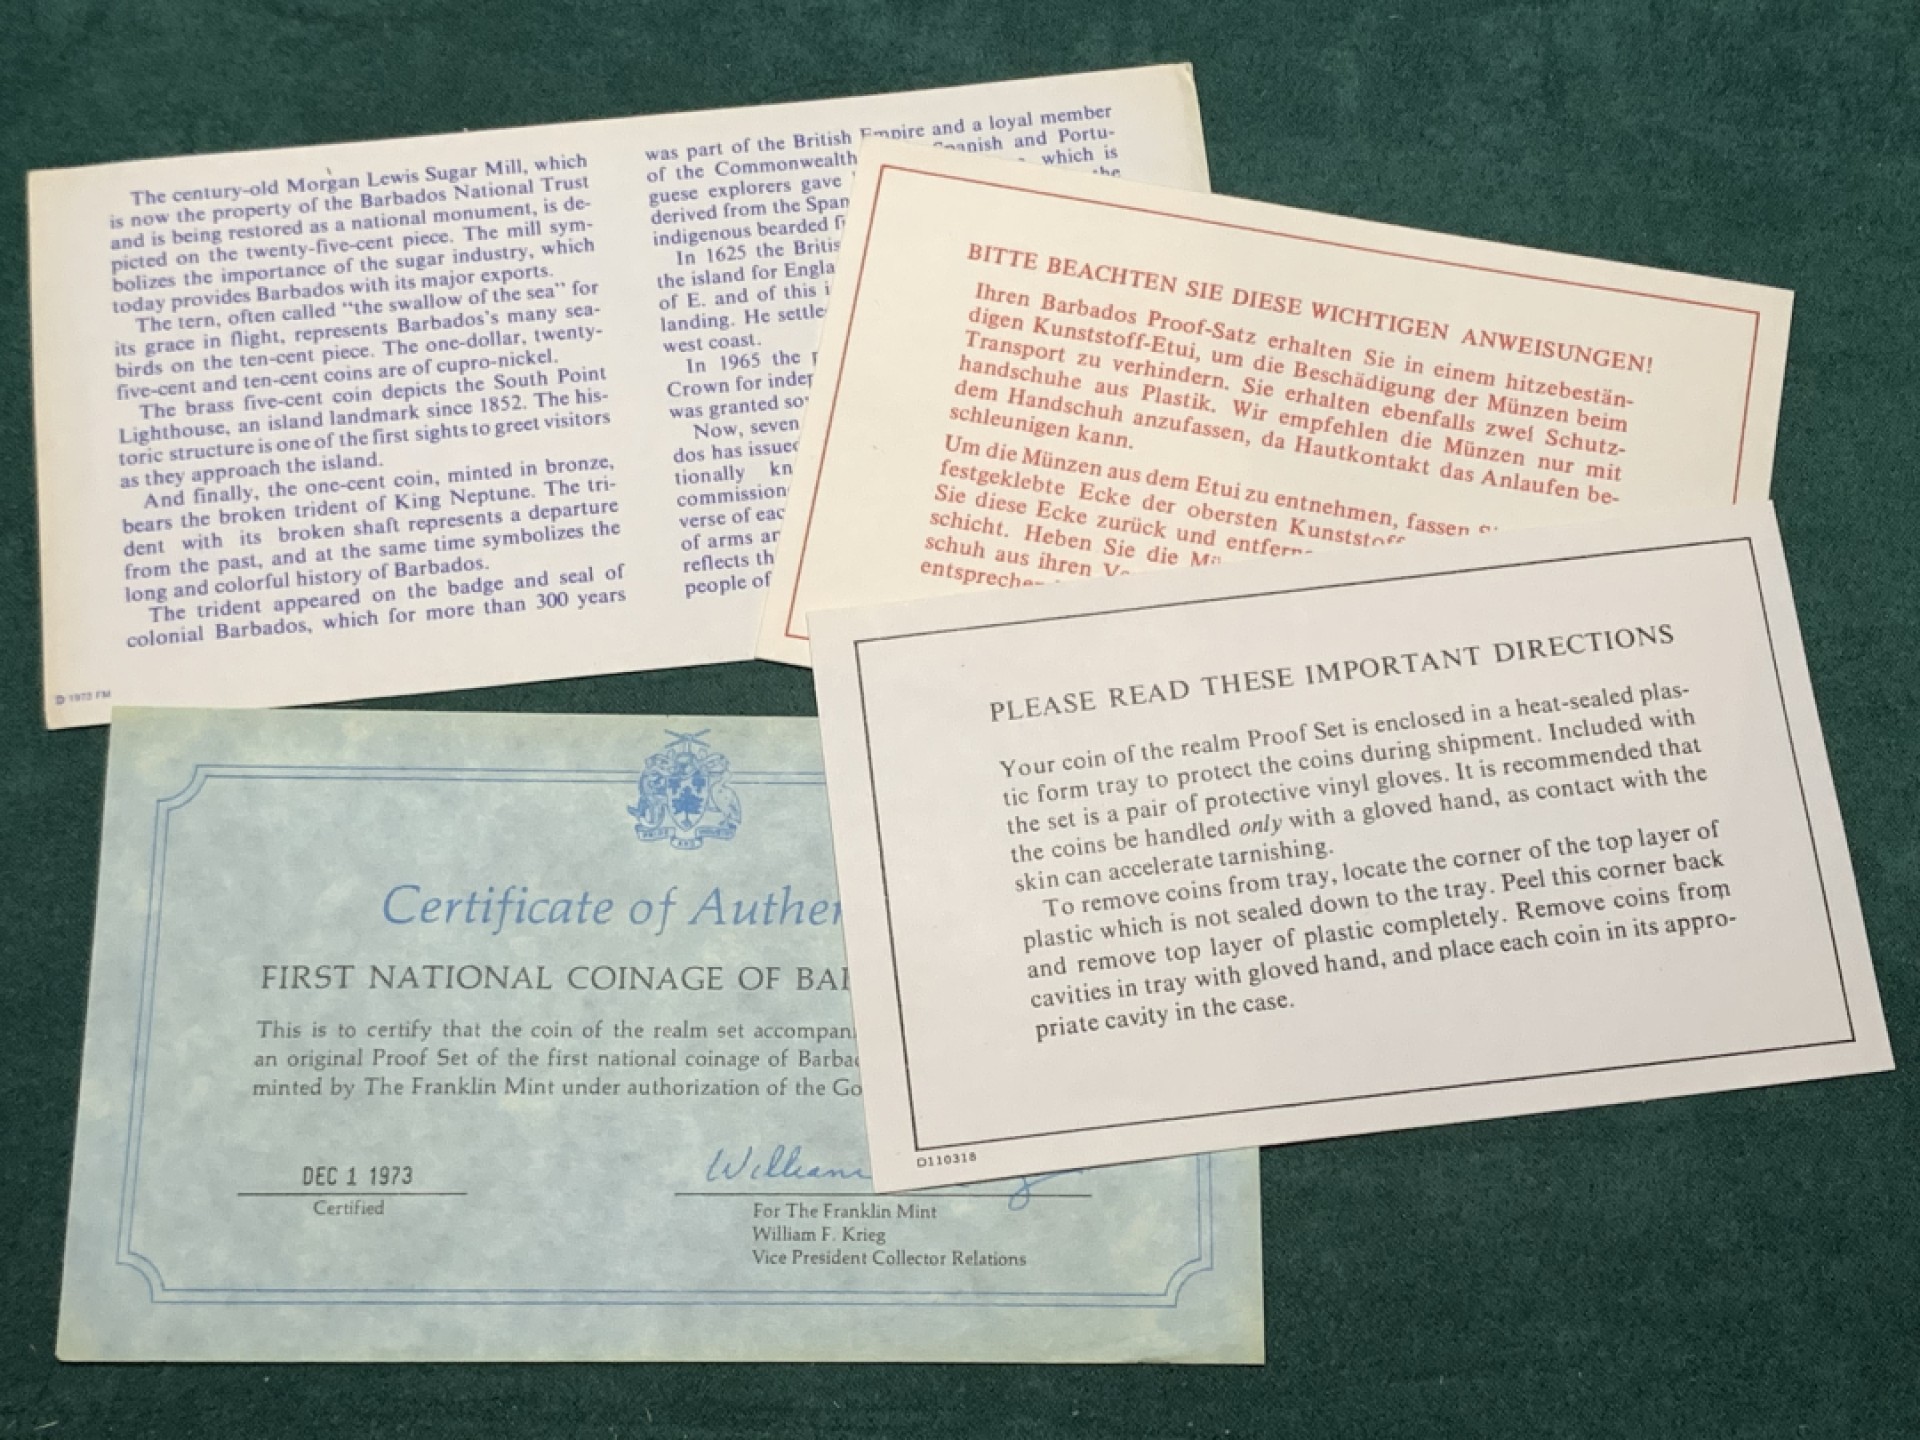 The century-old Morgan Lewis Sugar Mill, which
is now the property of the Barbados National Trust
and is being restored as a national monument, is de-
picted on the twenty-five-cent piece. The mill sym-
bolizes the importance of the sugar industry, which
today provides Barbados with its major exports.
The tern, often called “the swallow of the sea” for
its grace in flight, represents Barbados's many sea-
birds on the ten-cent piece. The one-dollar, twenty-
five-cent and ten-cent coins are of cupro-nickel.
The brass five-cent coin depicts the South Point
Lighthouse, an island landmark since 1852. The his-
toric structure is one of the first sights to greet visitors
as they approach the island.
And finally, the one-cent coin, minted in bronze,
bears the broken trident of King Neptune. The tri-
dent with its broken shaft represents a departure
from the past, and at the same time symbolizes the
long and colorful history of Barbados.
The trident appeared on the badge and seal of
colonial Barbados, which for more than 300 years
1973 FM
was part of the British Empire and a loyal member
of the Commonwealth Spanish and Portu-
guese explorers gave which is
derived from the Span the
indigenous bearded
In 1625 the Britis
the island for Engla
of E. and of this i
landing. He settle
west coast.
In 1965 the
Crown for indep
was granted so
Now, seven
dos has issued
tionally kn
commission
verse of eac
of arms an
reflects th
people of
BITTE BEACHTEN SIE DIESE WICHTIGEN ANWEISUNGEN!
Ihren Barbados Proof-Satz erhalten Sie in einem hitzebestän-
digen Kunststoff-Etui, um die Beschädigung der Münzen beim
Transport zu verhindern. Sie erhalten ebenfalls zwei Schutz-
handschuhe aus Plastik. Wir empfehlen die Münzen nur mit
dem Handschuh anzufassen, da Hautkontakt das Anlaufen be-
schleunigen kann.
Um die Münzen aus dem Etui zu entnehmen, fassen
festgeklebte Ecke der obersten Kunststoff
Sie diese Ecke zurück und entfern
schicht. Heben Sie die
schuh aus ihren
entspreche
PLEASE READ THESE IMPORTANT DIRECTIONS
Your coin of the realm Proof Set is enclosed in a heat-sealed plas-
tic form tray to protect the coins during shipment. Included with
the set is a pair of protective vinyl gloves. It is recommended that
the coins be handled only with a gloved hand, as contact with the
skin can accelerate tarnishing.
To remove coins from tray, locate the corner of the top layer of
plastic which is not sealed down to the tray. Peel this corner back
and remove top layer of plastic completely. Remove coins from
cavities in tray with gloved hand, and place each coin in its appro-
priate cavity in the case.
D110318
Certificate of Authen
FIRST NATIONAL COINAGE OF BAR
This is to certify that the coin of the realm set accompan
an original Proof Set of the first national coinage of Barbad
minted by The Franklin Mint under authorization of the Go
DEC 1 1973
Certified
William
For The Franklin Mint
William F. Krieg
Vice President Collector Relations